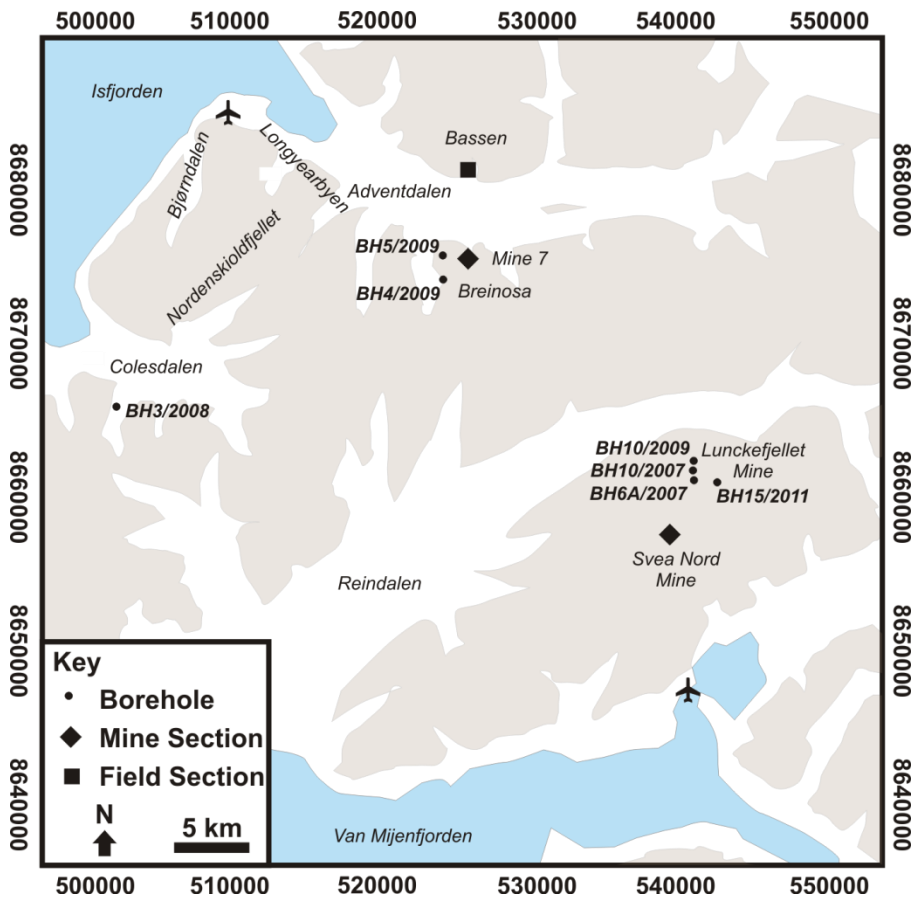 500000 510000 520000 530000 540000 550000
Isfjorden
Bassen
Longyearbyen
Bjørndalen
Adventdalen
8680000
8680000
Nordenskioldfjellet
BH5/2009
Mine 7
BH4/2009
Breinosa
8670000
8670000
Colesdalen
BH3/2008
BH10/2009
Lunckefjellet
Mine
BH10/2007
BH6A/2007
BH15/2011
8660000
8660000
Svea Nord
Mine
Reindalen
8650000
8650000
Key
Borehole
Mine Section
Field Section
N
5 km
8640000
8640000
Van Mijenfjorden
500000 510000 520000 530000 540000 550000